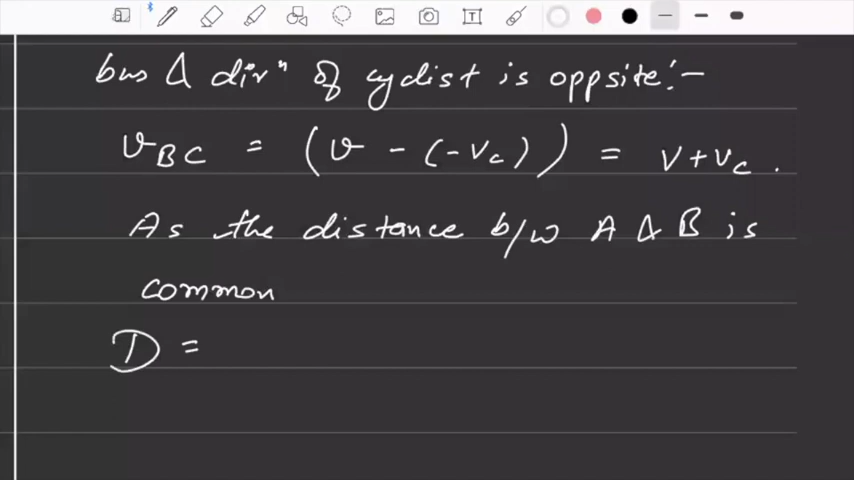 bus & dirⁿ of cyclist is oppsite:-
v_BC = (v - (-v_c)) = v + v_c .
As the distance b/w A & B is
common
D =